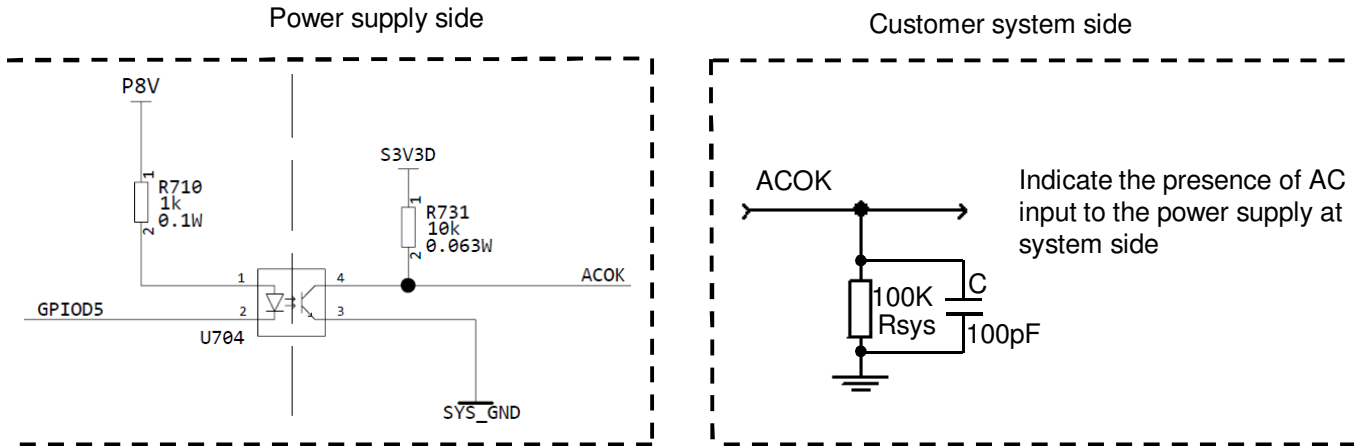 Power supply side
Customer system side
P8V
1
R710
1k
0.1W
2
S3V3D
1
R731
10k
0.063W
2
1
4
ACOK
GPIOD5
2
3
U704
SYS_GND
ACOK
Indicate the presence of AC
input to the power supply at
system side
100K
Rsys
C
100pF